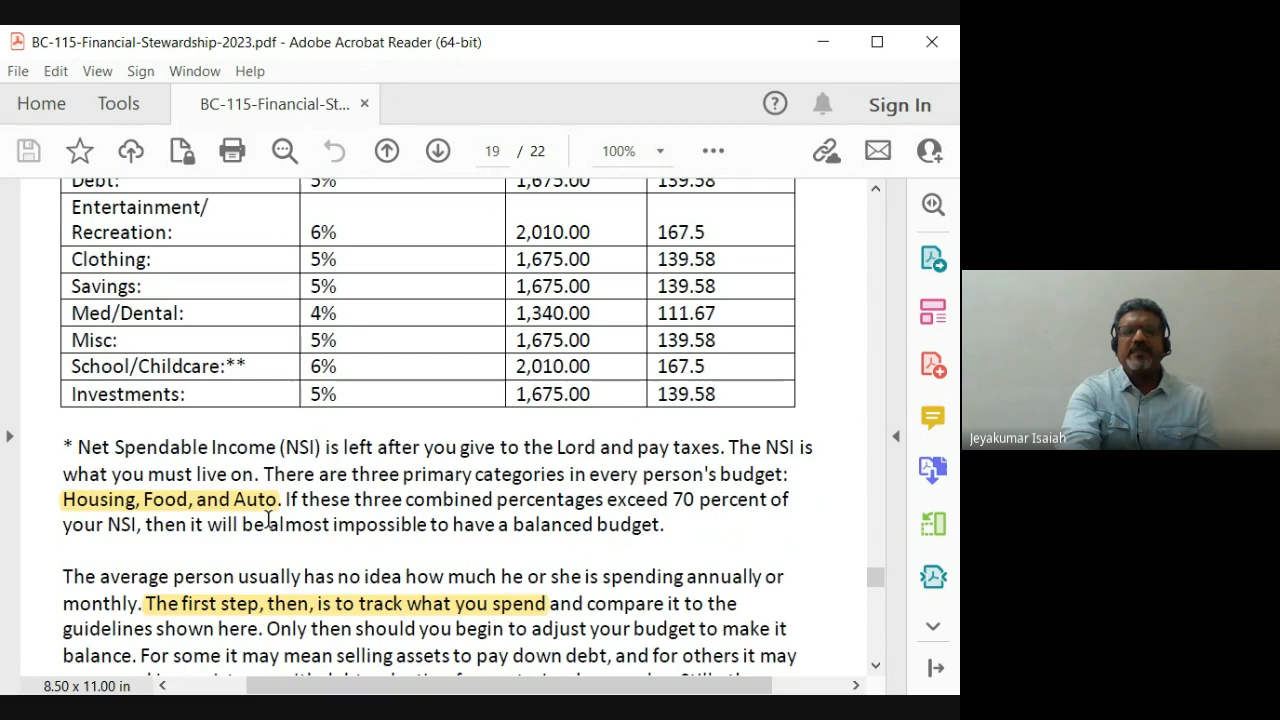 BC-115-Financial-Stewardship-2023.pdf - Adobe Acrobat Reader (64-bit)
File Edit View Sign Window Help
Home Tools BC-115-Financial-St... × Sign In
19 / 22 100%
Debt: 5% 1,675.00 139.58
Entertainment/
Recreation: 6% 2,010.00 167.5
Clothing: 5% 1,675.00 139.58
Savings: 5% 1,675.00 139.58
Med/Dental: 4% 1,340.00 111.67
Misc: 5% 1,675.00 139.58
School/Childcare:** 6% 2,010.00 167.5
Investments: 5% 1,675.00 139.58
* Net Spendable Income (NSI) is left after you give to the Lord and pay taxes. The NSI is
what you must live on. There are three primary categories in every person's budget:
Housing, Food, and Auto. If these three combined percentages exceed 70 percent of
your NSI, then it will be almost impossible to have a balanced budget.
The average person usually has no idea how much he or she is spending annually or
monthly. The first step, then, is to track what you spend and compare it to the
guidelines shown here. Only then should you begin to adjust your budget to make it
balance. For some it may mean selling assets to pay down debt, and for others it may
8.50 x 11.00 in
Jeyakumar Isaiah